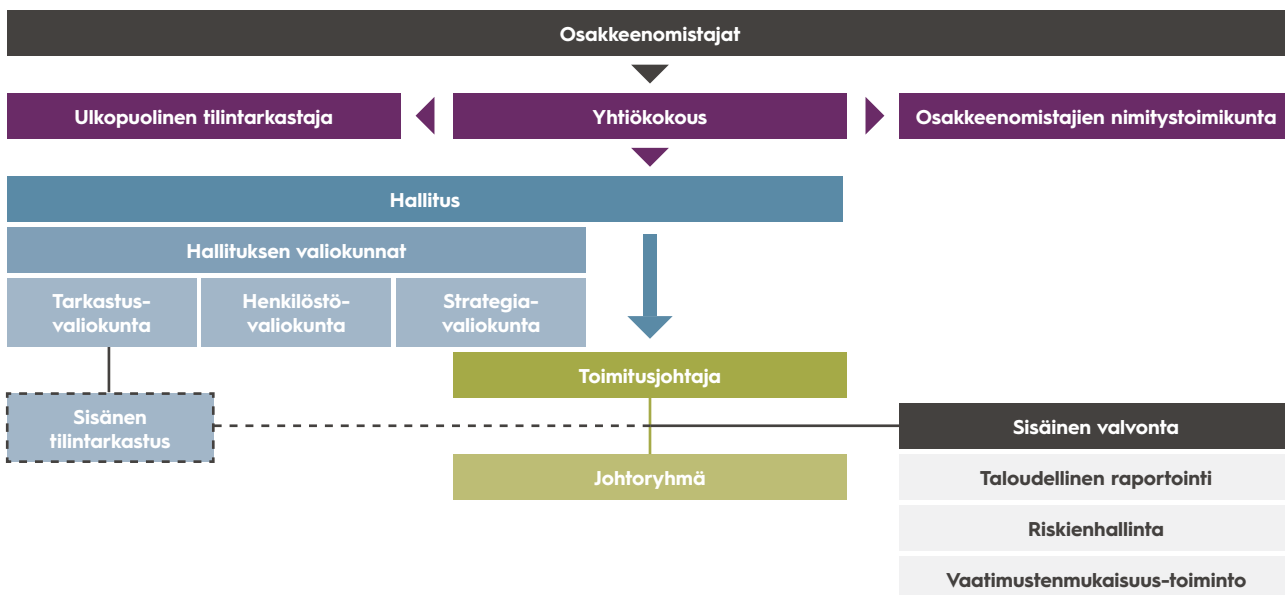 Osakkeenomistajat
Ulkopuolinen tilintarkastaja
Yhtiökokous
Osakkeenomistajien nimitystoimikunta
Hallitus
Hallituksen valiokunnat
Tarkastus-
valiokunta
Henkilöstö-
valiokunta
Strategia-
valiokunta
Toimitusjohtaja
Sisänen
tilintarkastus
Sisäinen valvonta
Johtoryhmä
Taloudellinen raportointi
Riskienhallinta
Vaatimustenmukaisuus-toiminto